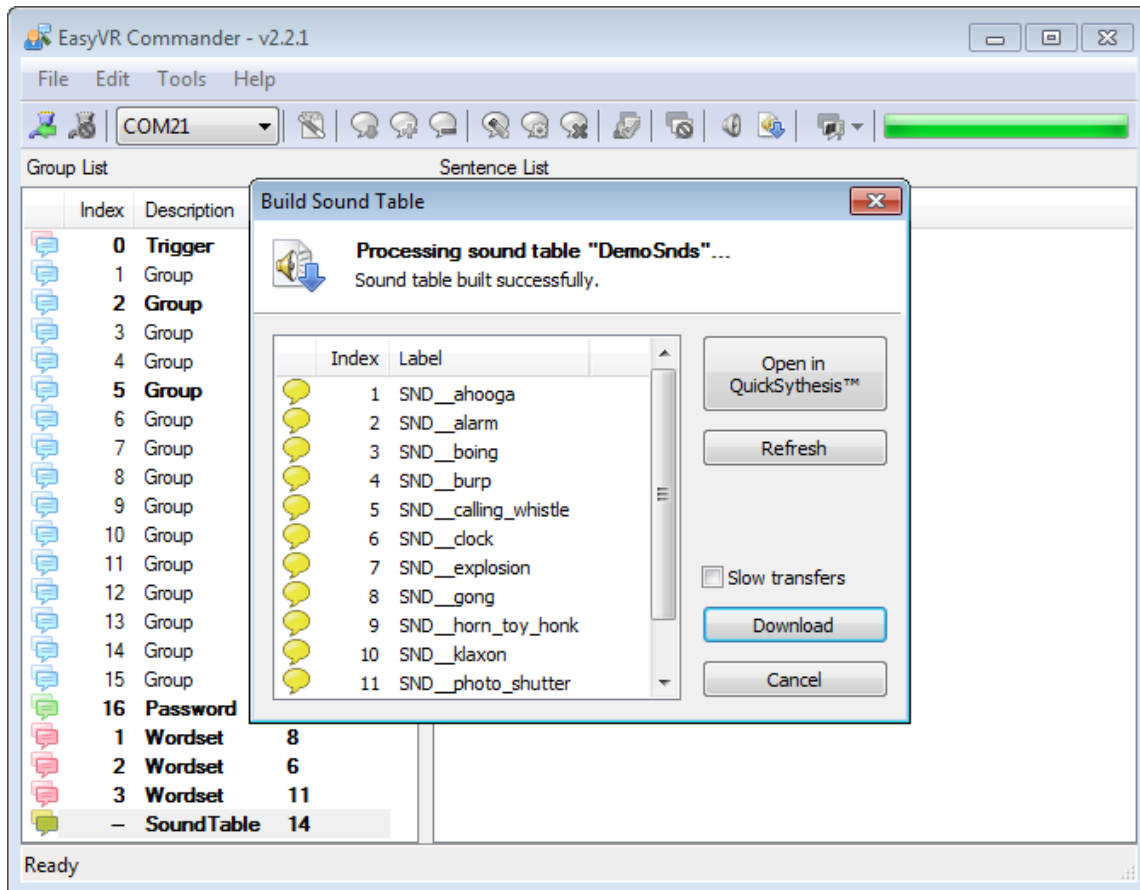 EasyVR Commander - v2.2.1
File Edit Tools Help
COM21
Group List Sentence List
Index Description
0 Trigger
1 Group
2 Group
3 Group
4 Group
5 Group
6 Group
7 Group
8 Group
9 Group
10 Group
11 Group
12 Group
13 Group
14 Group
15 Group
16 Password
1 Wordset 8
2 Wordset 6
3 Wordset 11
– SoundTable 14
Build Sound Table
Processing sound table "DemoSnds"...
Sound table built successfully.
Index Label
1 SND__ahooga
2 SND__alarm
3 SND__boing
4 SND__burp
5 SND__calling_whistle
6 SND__clock
7 SND__explosion
8 SND__gong
9 SND__horn_toy_honk
10 SND__klaxon
11 SND__photo_shutter
Open in
QuickSythesis™
Refresh
Slow transfers
Download
Cancel
Ready